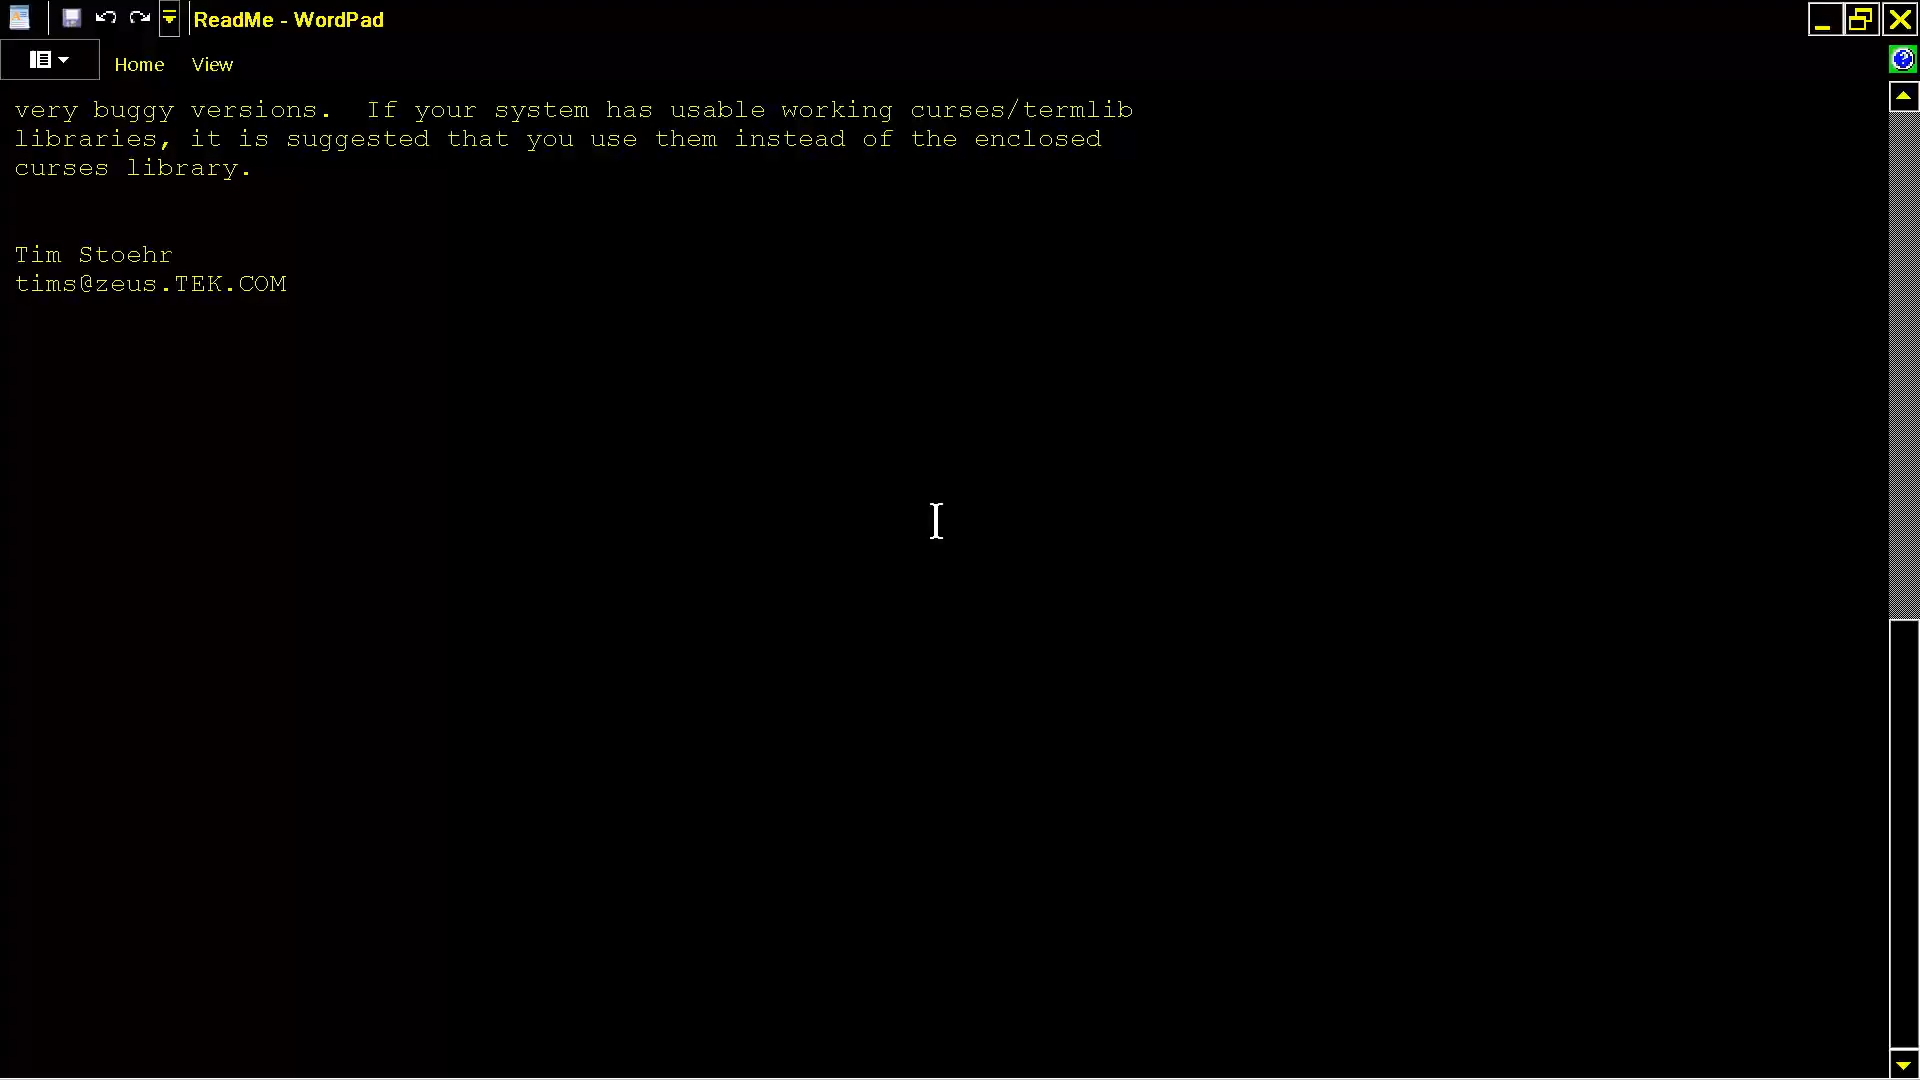 ReadMe - WordPad
Home View
very buggy versions.  If your system has usable working curses/termlib
libraries, it is suggested that you use them instead of the enclosed
curses library.
Tim Stoehr
tims@zeus.TEK.COM